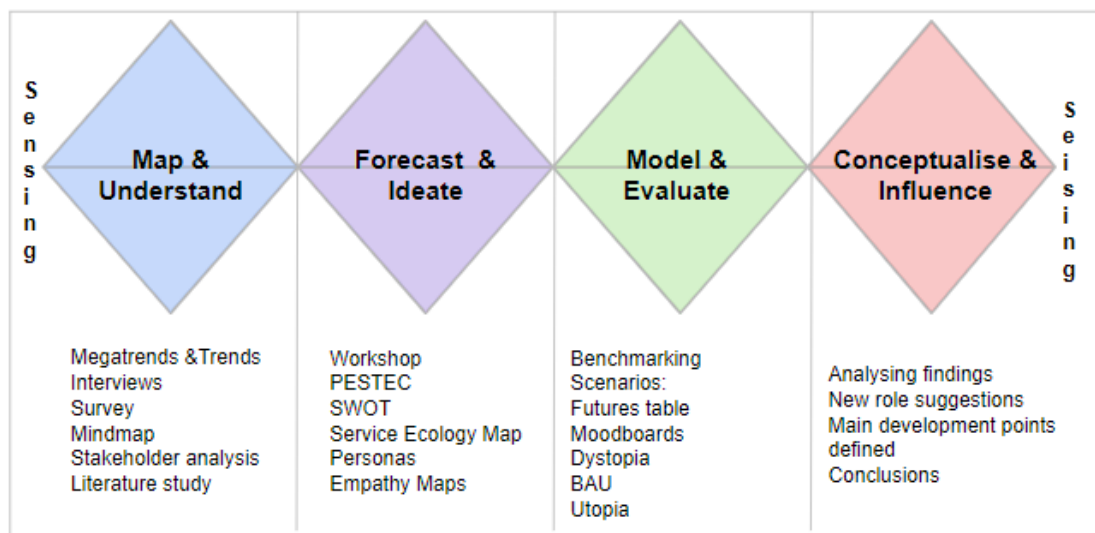 Sensing
Map &
Understand
Forecast &
Ideate
Model &
Evaluate
Conceptualise &
Influence
Seising
Megatrends &Trends
Interviews
Survey
Mindmap
Stakeholder analysis
Literature study
Workshop
PESTEC
SWOT
Service Ecology Map
Personas
Empathy Maps
Benchmarking
Scenarios:
Futures table
Moodboards
Dystopia
BAU
Utopia
Analysing findings
New role suggestions
Main development points
defined
Conclusions